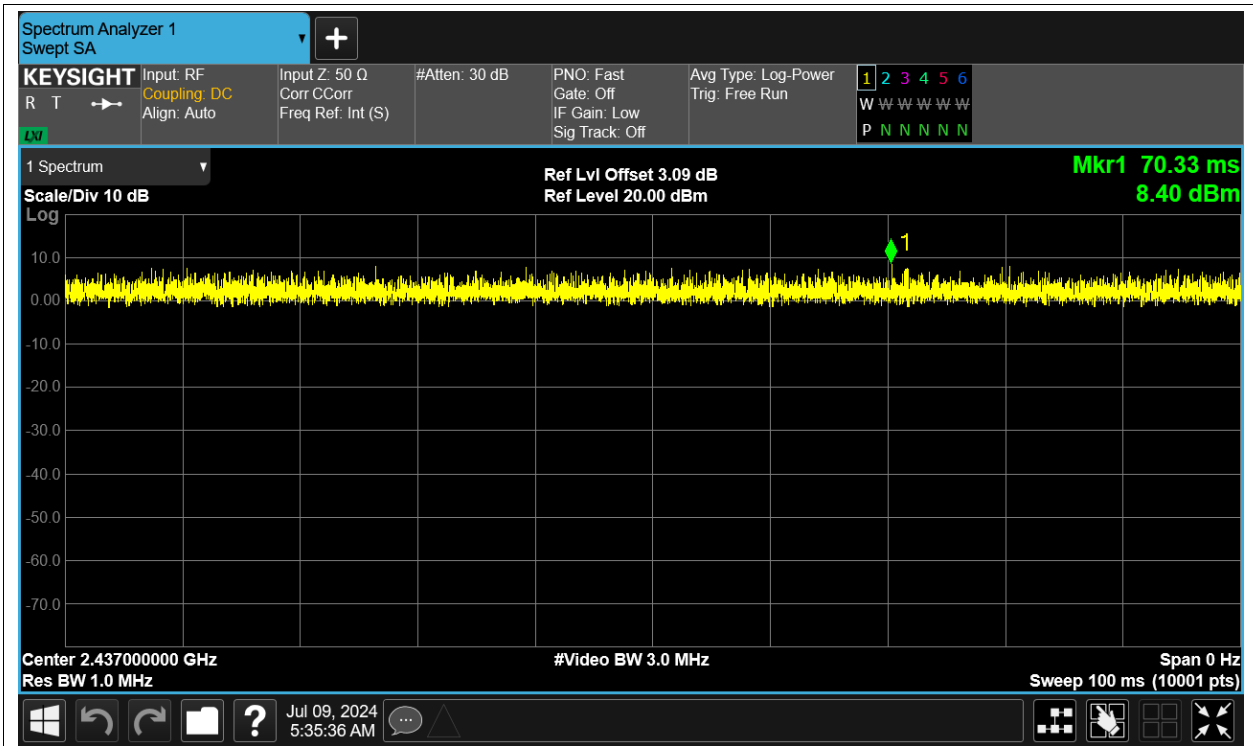 Spectrum Analyzer 1
Swept SA
+
KEYSIGHT
R T
LXI
Input: RF
Coupling: DC
Align: Auto
Input Z: 50 Ω
Corr CCorr
Freq Ref: Int (S)
#Atten: 30 dB
PNO: Fast
Gate: Off
IF Gain: Low
Sig Track: Off
Avg Type: Log-Power
Trig: Free Run
1 2 3 4 5 6
W W W W W W
P N N N N N
1 Spectrum
Scale/Div 10 dB
Log
Ref Lvl Offset 3.09 dB
Ref Level 20.00 dBm
Mkr1 70.33 ms
8.40 dBm
1
10.0
0.00
-10.0
-20.0
-30.0
-40.0
-50.0
-60.0
-70.0
Center 2.437000000 GHz
Res BW 1.0 MHz
#Video BW 3.0 MHz
Span 0 Hz
Sweep 100 ms (10001 pts)
?
Jul 09, 2024
5:35:36 AM